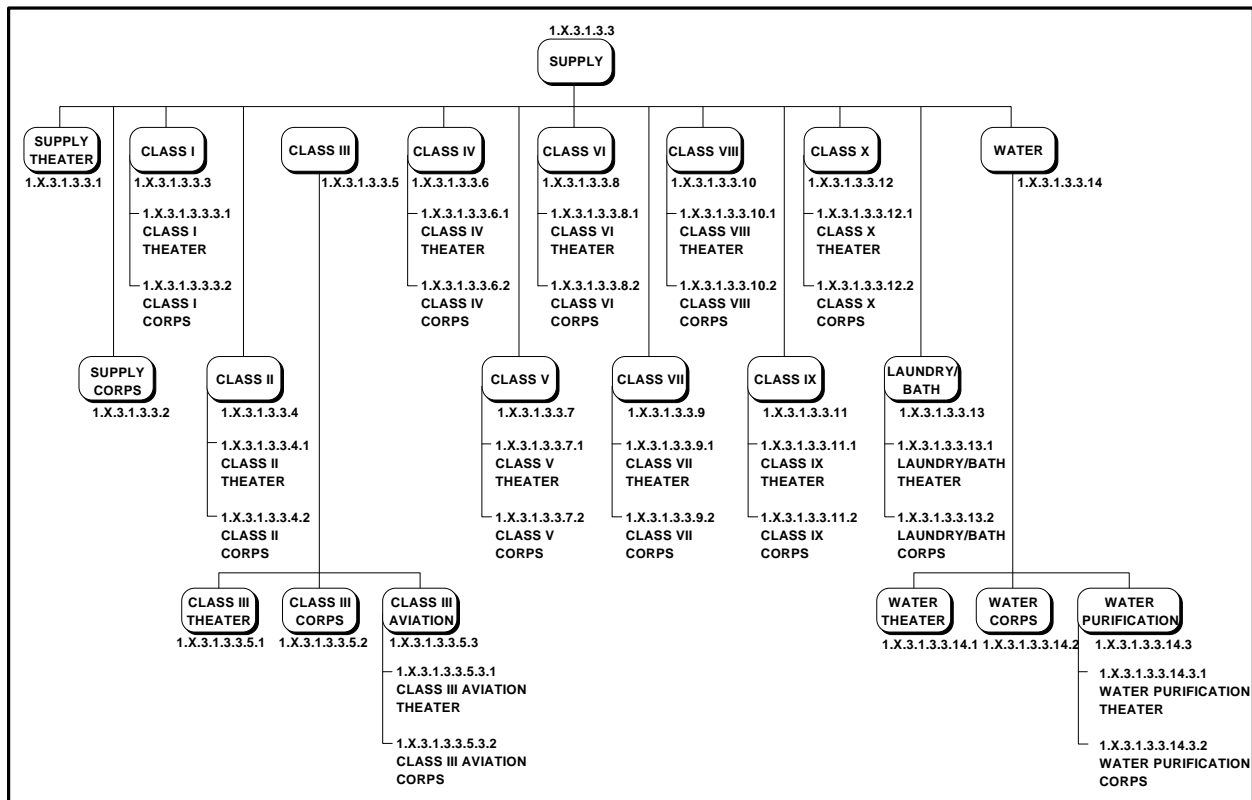 1.X.3.1.3.3
SUPPLY
SUPPLY
THEATER
1.X.3.1.3.3.1
CLASS I
1.X.3.1.3.3.3
1.X.3.1.3.3.3.1
CLASS I
THEATER
1.X.3.1.3.3.3.2
CLASS I
CORPS
CLASS III
1.X.3.1.3.3.5
CLASS IV
1.X.3.1.3.3.6
1.X.3.1.3.3.6.1
CLASS IV
THEATER
1.X.3.1.3.3.6.2
CLASS IV
CORPS
CLASS VI
1.X.3.1.3.3.8
1.X.3.1.3.3.8.1
CLASS VI
THEATER
1.X.3.1.3.3.8.2
CLASS VI
CORPS
CLASS VIII
1.X.3.1.3.3.10
1.X.3.1.3.3.10.1
CLASS VIII
THEATER
1.X.3.1.3.3.10.2
CLASS VIII
CORPS
CLASS X
1.X.3.1.3.3.12
1.X.3.1.3.3.12.1
CLASS X
THEATER
1.X.3.1.3.3.12.2
CLASS X
CORPS
WATER
1.X.3.1.3.3.14
SUPPLY
CORPS
1.X.3.1.3.3.2
CLASS II
1.X.3.1.3.3.4
1.X.3.1.3.3.4.1
CLASS II
THEATER
1.X.3.1.3.3.4.2
CLASS II
CORPS
CLASS V
1.X.3.1.3.3.7
1.X.3.1.3.3.7.1
CLASS V
THEATER
1.X.3.1.3.3.7.2
CLASS V
CORPS
CLASS VII
1.X.3.1.3.3.9
1.X.3.1.3.3.9.1
CLASS VII
THEATER
1.X.3.1.3.3.9.2
CLASS VII
CORPS
CLASS IX
1.X.3.1.3.3.11
1.X.3.1.3.3.11.1
CLASS IX
THEATER
1.X.3.1.3.3.11.2
CLASS IX
CORPS
LAUNDRY/
BATH
1.X.3.1.3.3.13
1.X.3.1.3.3.13.1
LAUNDRY/BATH
THEATER
1.X.3.1.3.3.13.2
LAUNDRY/BATH
CORPS
CLASS III
THEATER
1.X.3.1.3.3.5.1
CLASS III
CORPS
1.X.3.1.3.3.5.2
CLASS III
AVIATION
1.X.3.1.3.3.5.3
1.X.3.1.3.3.5.3.1
CLASS III AVIATION
THEATER
1.X.3.1.3.3.5.3.2
CLASS III AVIATION
CORPS
WATER
THEATER
1.X.3.1.3.3.14.1
WATER
CORPS
1.X.3.1.3.3.14.2
WATER
PURIFICATION
1.X.3.1.3.3.14.3
1.X.3.1.3.3.14.3.1
WATER PURIFICATION
THEATER
1.X.3.1.3.3.14.3.2
WATER PURIFICATION
CORPS